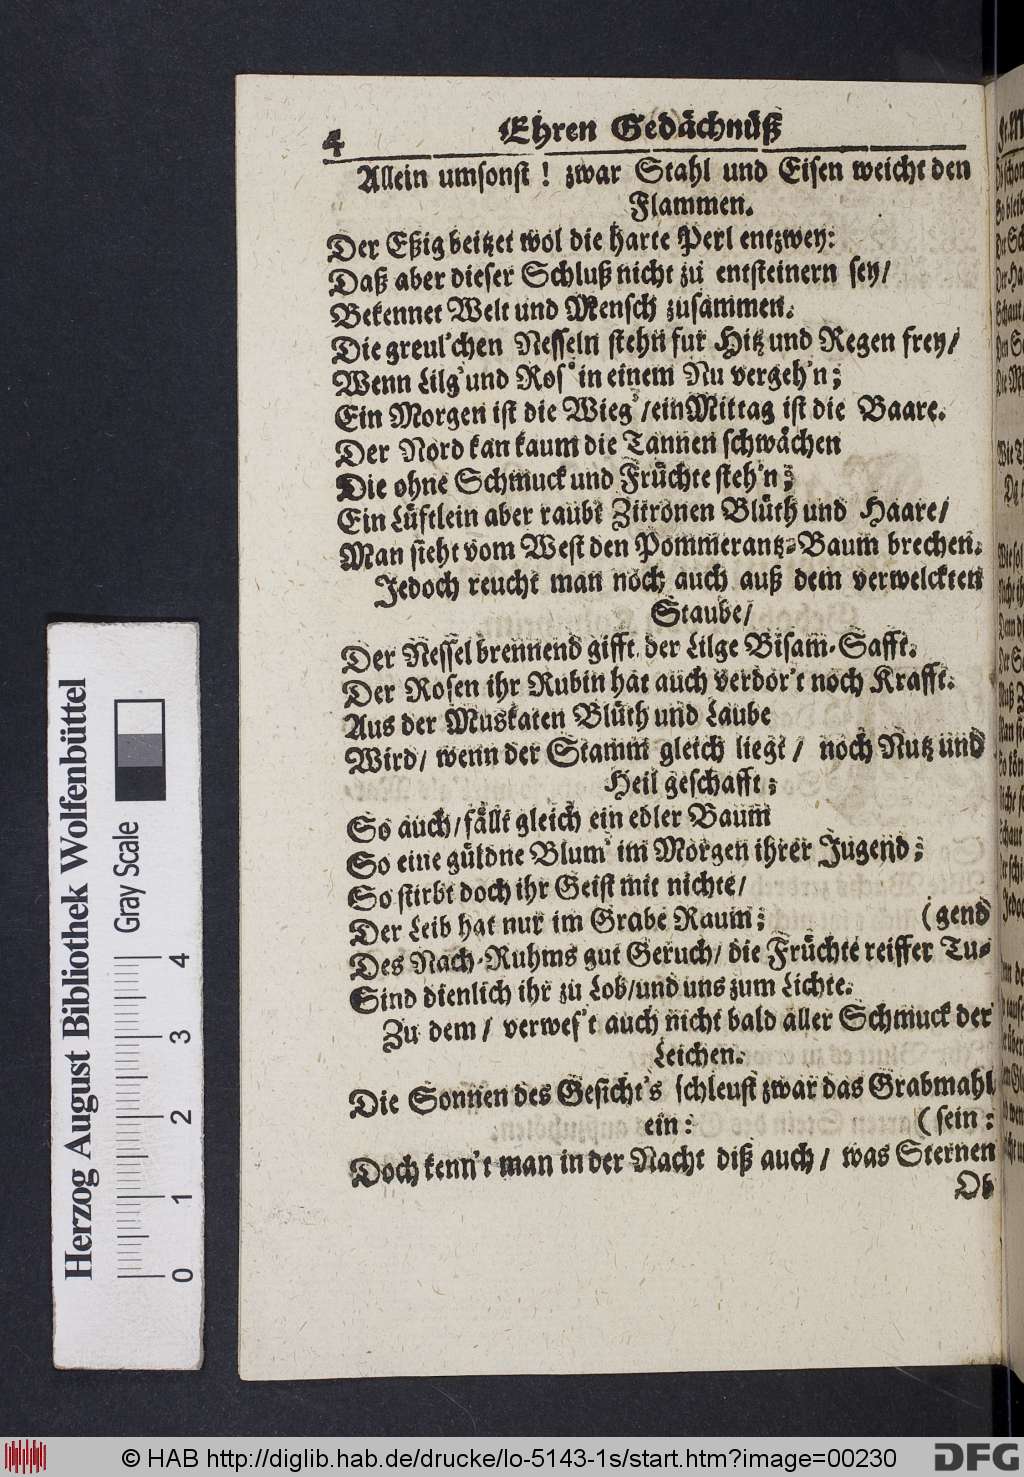 4
Ehren Gedächnüß
Allein umsonst ! zwar Stahl und Eisen weicht den
Flammen.
Der Eßig beitzet wol die harte Perl entzwey:
Daß aber dieser Schluß nicht zu entsteinern sey/
Bekennet Welt und Mensch zusammen.
Die greul'chen Nesseln stehn fur Hitz und Regen frey/
Wenn Lilg' und Ros' in einem Nu vergeh'n;
Ein Morgen ist die Wieg'/ein Mittag ist die Baare.
Der Nord kan kaum die Tannen schwächen
Die ohne Schmuck und Früchte steh'n;
Ein Lüftlein aber raubt Zitronen Blüth und Haare/
Man sieht vom West den Pommerantz-Baum brechen.
Jedoch reucht man noch auch auß dem verwelckten
Staube/
Der Nessel brennend gifft der Lilge Bisam-Safft.
Der Rosen ihr Rubin hat auch verdor't noch Krafft.
Aus der Muskaten Blüth und Laube
Wird/ wenn der Stamm gleich liegt/ noch Nutz und
Heil geschafft;
So auch/fällt gleich ein edler Baum
So eine güldne Blum' im Morgen ihrer Jugend;
So stirbt doch ihr Geist mit nichte/
Der Leib hat nur im Grabe Raum; (gend
Des Nach-Ruhms gut Geruch/ die Früchte reiffer Tu-
Sind dienlich ihr zu Lob/und uns zum Lichte.
Zu dem/ verwes't auch nicht bald aller Schmuck der
Leichen.
Die Sonnen des Gesicht's schleust zwar das Grabmahl
ein: (sein:
Doch kenn't man in der Nacht diß auch/ was Sternen
Ob
Herzog August Bibliothek Wolfenbüttel
Gray Scale
0 1 2 3 4
© HAB http://diglib.hab.de/drucke/lo-5143-1s/start.htm?image=00230
DFG